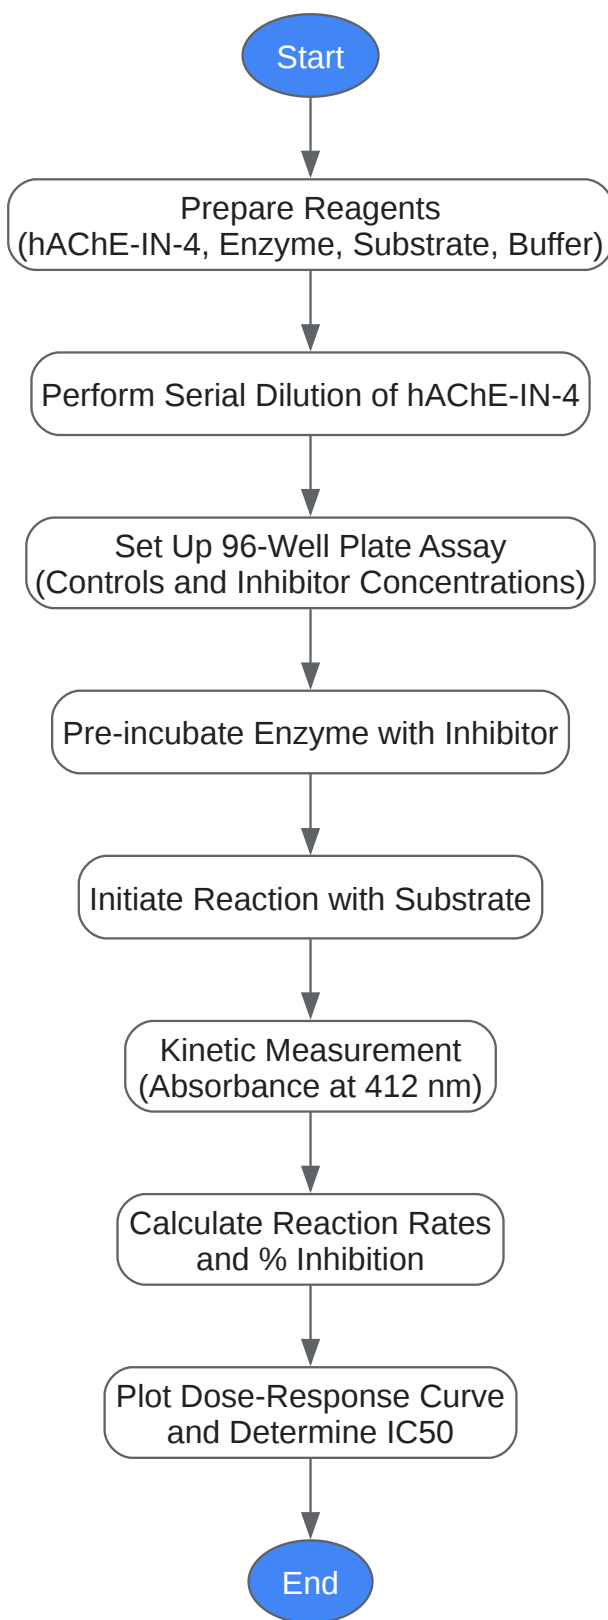 Start
Prepare Reagents
(hAChE-IN-4, Enzyme, Substrate, Buffer)
Perform Serial Dilution of hAChE-IN-4
Set Up 96-Well Plate Assay
(Controls and Inhibitor Concentrations)
Pre-incubate Enzyme with Inhibitor
Initiate Reaction with Substrate
Kinetic Measurement
(Absorbance at 412 nm)
Calculate Reaction Rates
and % Inhibition
Plot Dose-Response Curve
and Determine IC50
End